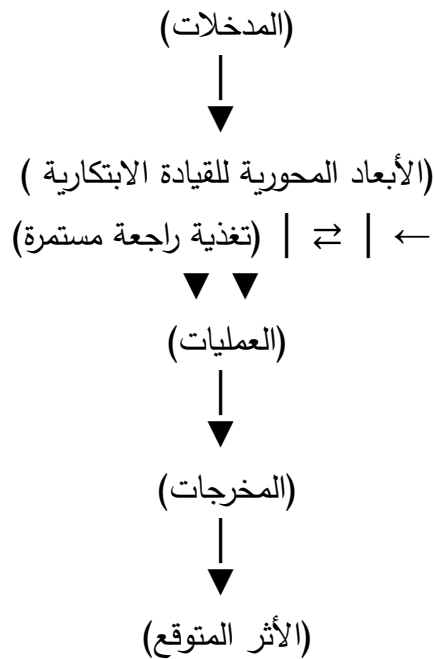 (المدخلات)
(الأبعاد المحورية للقيادة الابتكارية )
← | ⇄ | (تغذية راجعة مستمرة)
(العمليات)
(المخرجات)
(الأثر المتوقع)